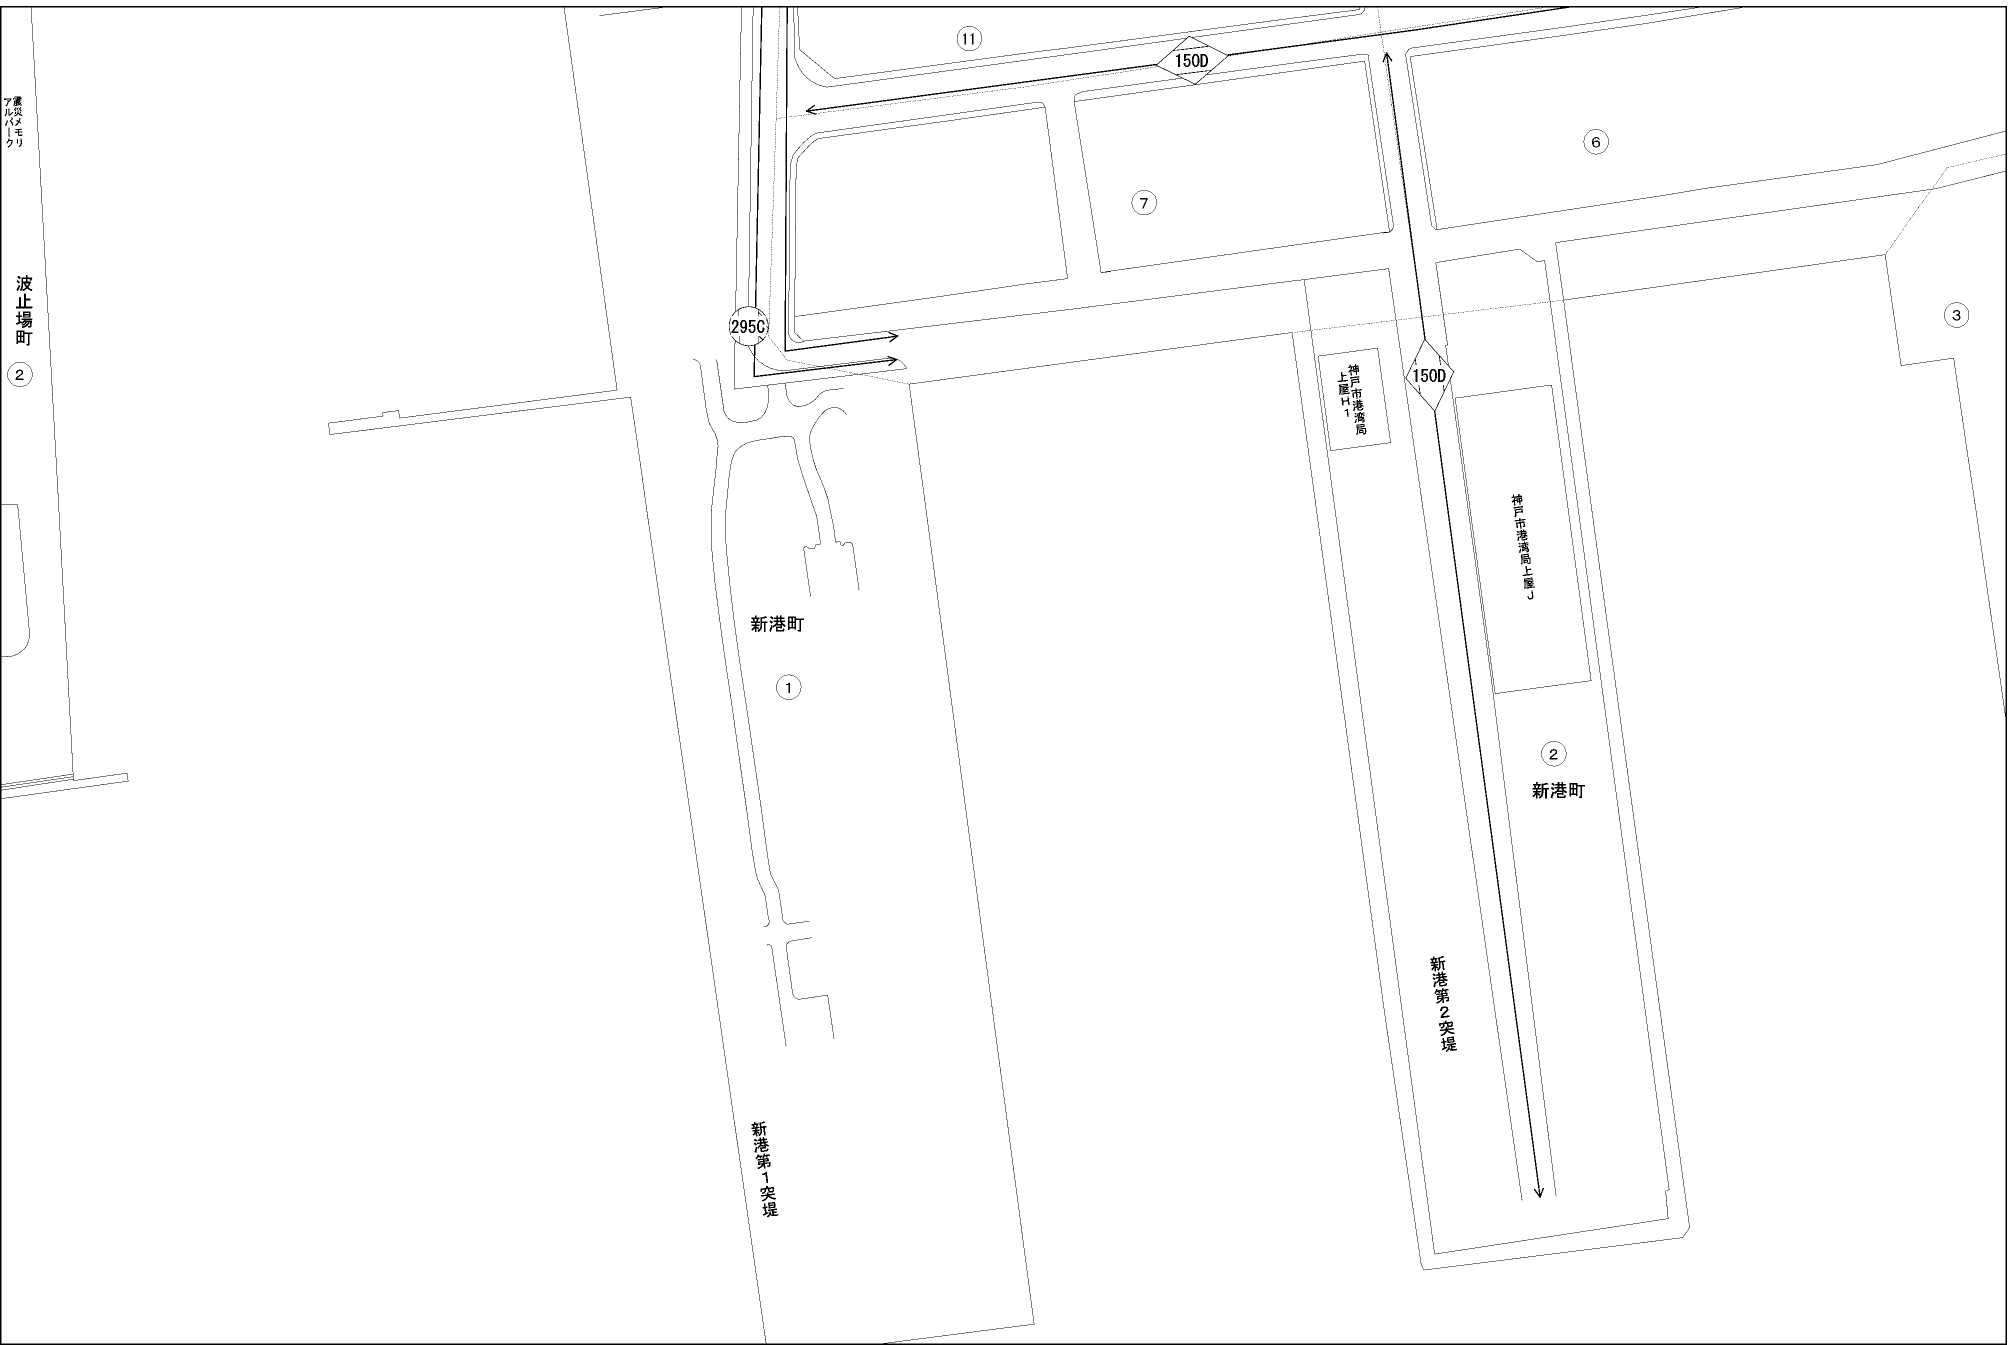 11
150D
震災メモリ
アルパーク
6
7
波止場町
2
295C
3
神戸市港湾局
上屋H1
150D
神戸市港湾局上屋J
新港町
1
2
新港町
新港第2突堤
新港第1突堤